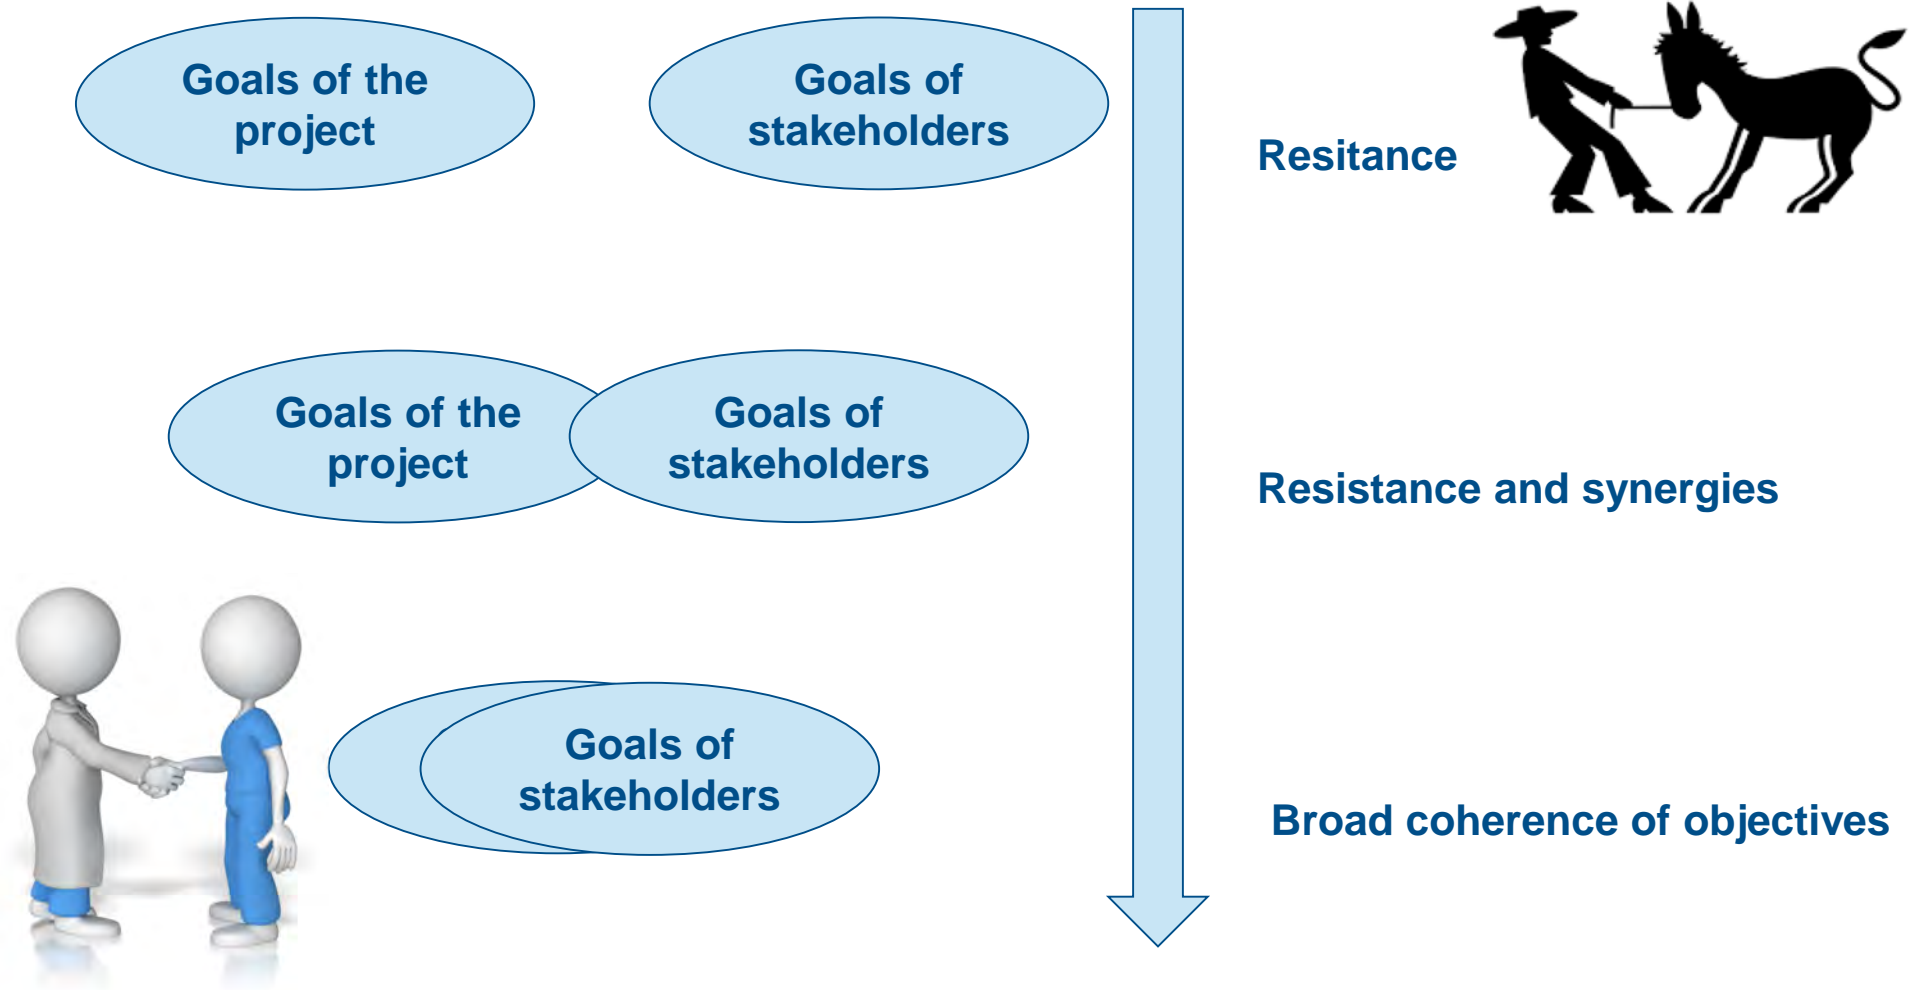 Goals of the
project
Goals of
stakeholders
Resitance
Goals of the
project
Goals of
stakeholders
Resistance and synergies
Goals of
stakeholders
Broad coherence of objectives